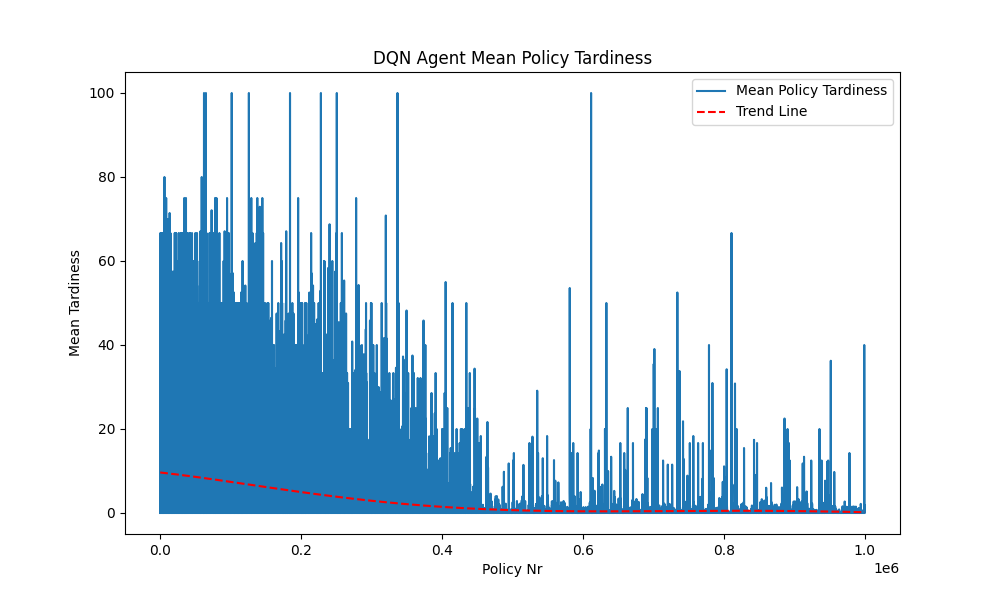 DQN Agent Mean Policy Tardiness
Mean Policy Tardiness
Trend Line
Mean Tardiness
100
80
60
40
20
0
0.0 0.2 0.4 0.6 0.8 1.0
1e6
Policy Nr